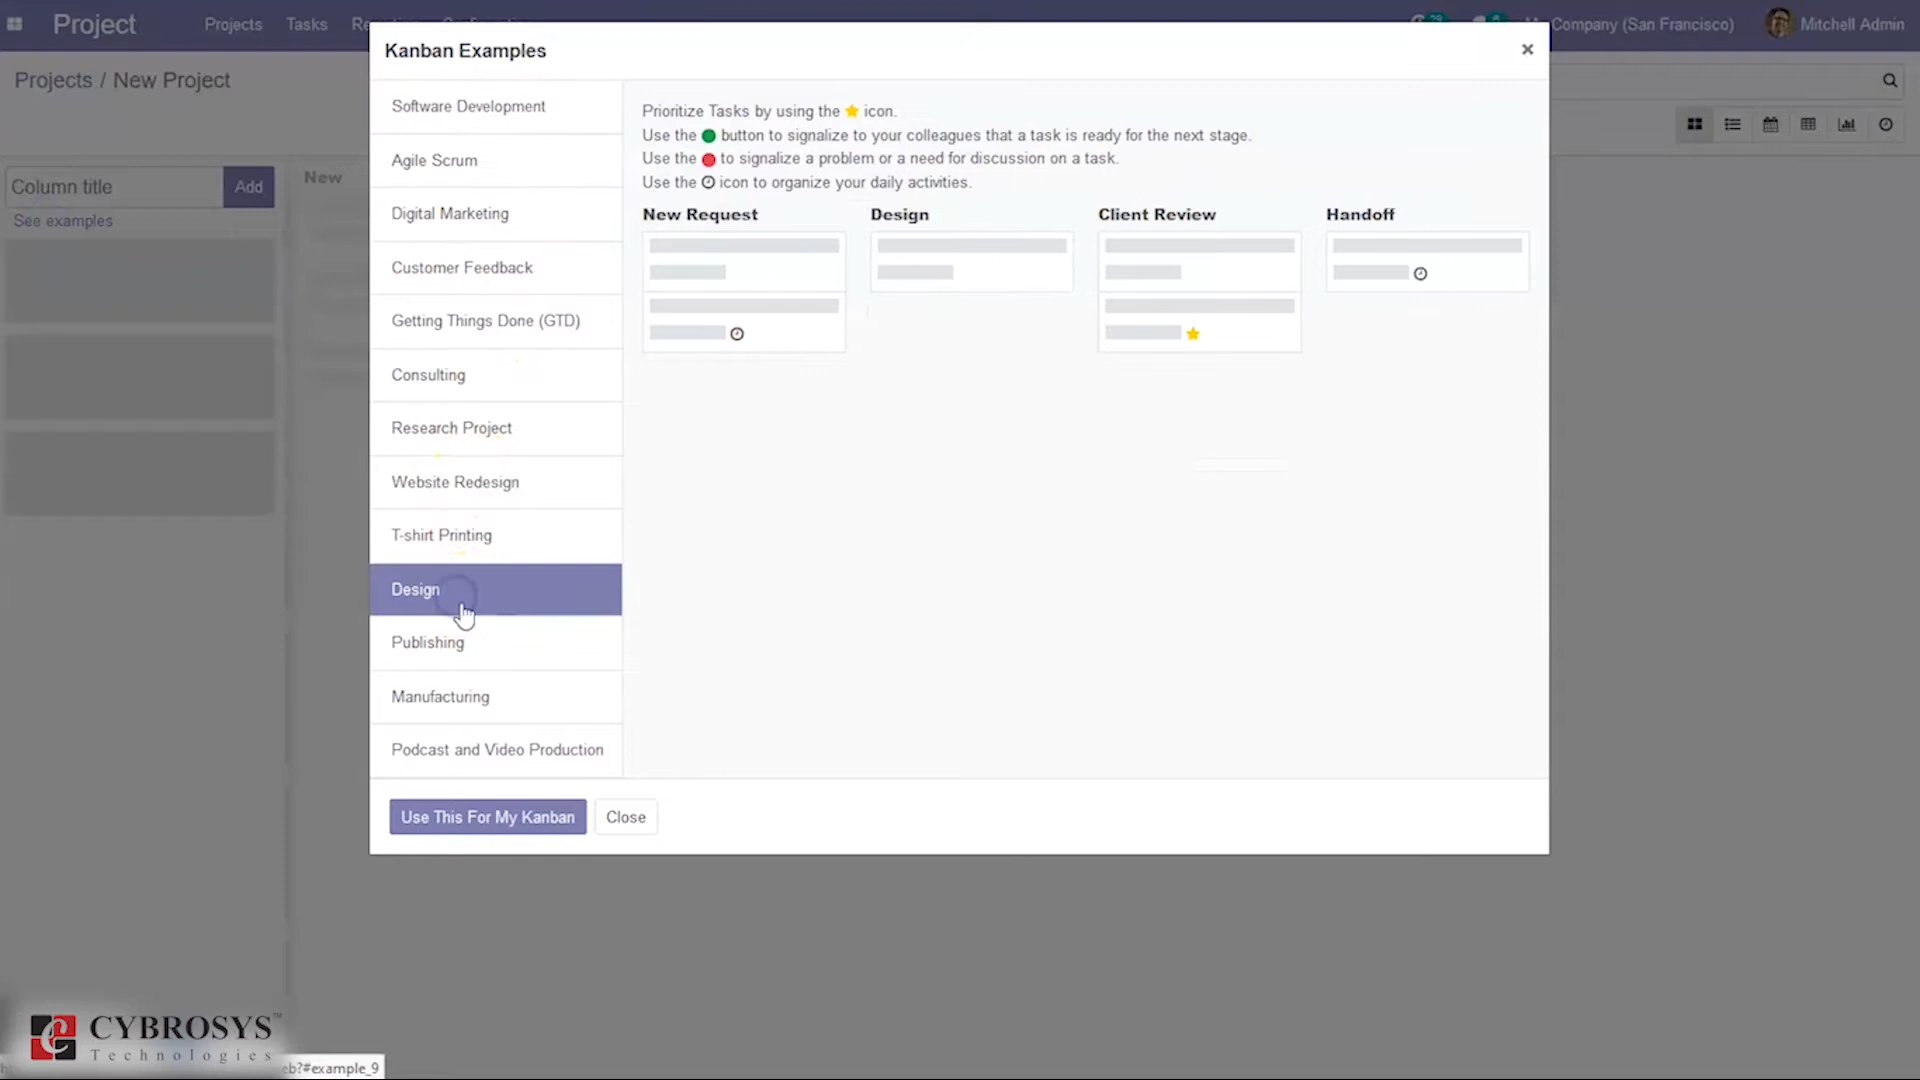 Project
Projects
Tasks
29
Company (San Francisco)
Mitchell Admin
Projects / New Project
Column title
Add
See examples
New
Kanban Examples
×
Software Development
Agile Scrum
Digital Marketing
Customer Feedback
Getting Things Done (GTD)
Consulting
Research Project
Website Redesign
T-shirt Printing
Design
Publishing
Manufacturing
Podcast and Video Production
Prioritize Tasks by using the ★ icon.
Use the button to signalize to your colleagues that a task is ready for the next stage.
Use the to signalize a problem or a need for discussion on a task.
Use the icon to organize your daily activities.
New Request
Design
Client Review
Handoff
Use This For My Kanban
Close
CYBROSYS™
Technologies
eb?#example_9